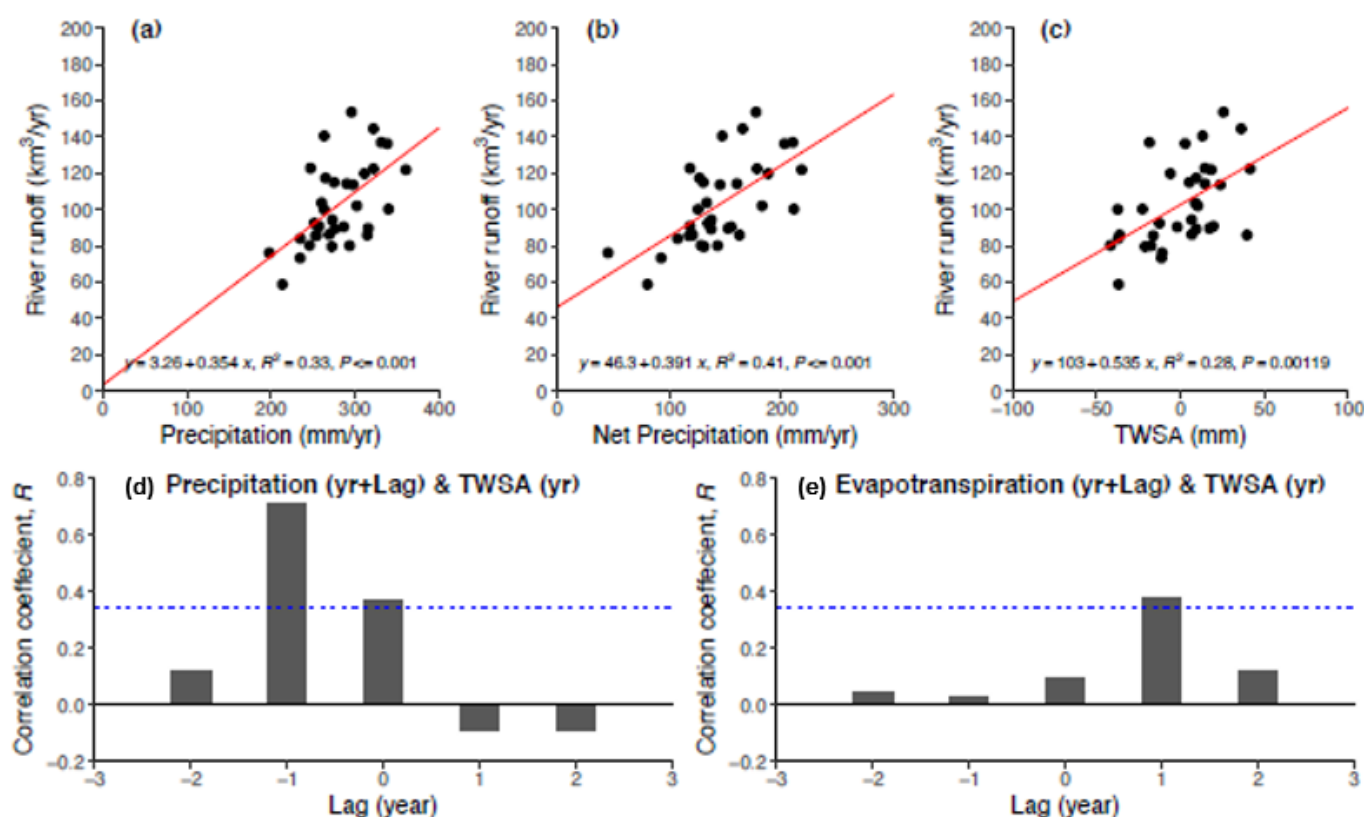 (a)
River runoff (km³/yr)
200
180
160
140
120
100
80
60
40
20
0
y = 3.26+0.354 x, R² = 0.33, P <= 0.001
0 100 200 300 400
Precipitation (mm/yr)
(b)
River runoff (km³/yr)
200
180
160
140
120
100
80
60
40
20
0
y = 46.3+0.391 x, R² = 0.41, P <= 0.001
0 100 200 300
Net Precipitation (mm/yr)
(c)
River runoff (km³/yr)
200
180
160
140
120
100
80
60
40
20
0
y = 103+0.535 x, R² = 0.28, P = 0.00119
−100 −50 0 50 100
TWSA (mm)
(d) Precipitation (yr+Lag) & TWSA (yr)
Correlation coeffecient, R
0.8
0.6
0.4
0.2
0.0
−0.2
−3 −2 −1 0 1 2 3
Lag (year)
(e) Evapotranspiration (yr+Lag) & TWSA (yr)
Correlation coeffecient, R
0.8
0.6
0.4
0.2
0.0
−0.2
−3 −2 −1 0 1 2 3
Lag (year)